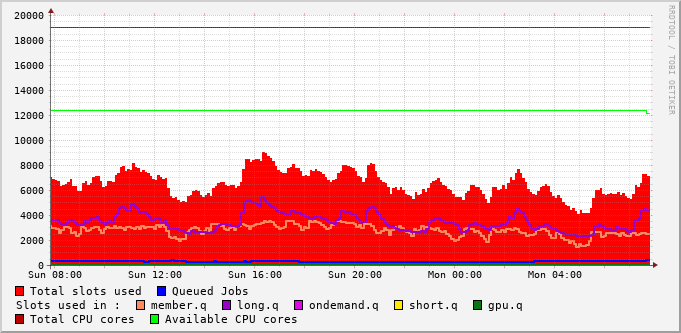 20000
18000
16000
14000
12000
10000
8000
6000
4000
2000
0
Sun 08:00 Sun 12:00 Sun 16:00 Sun 20:00 Mon 00:00 Mon 04:00
Total slots used Queued Jobs
Slots used in : member.q long.q ondemand.q short.q gpu.q
Total CPU cores Available CPU cores
RRDTOOL / TOBI OETIKER